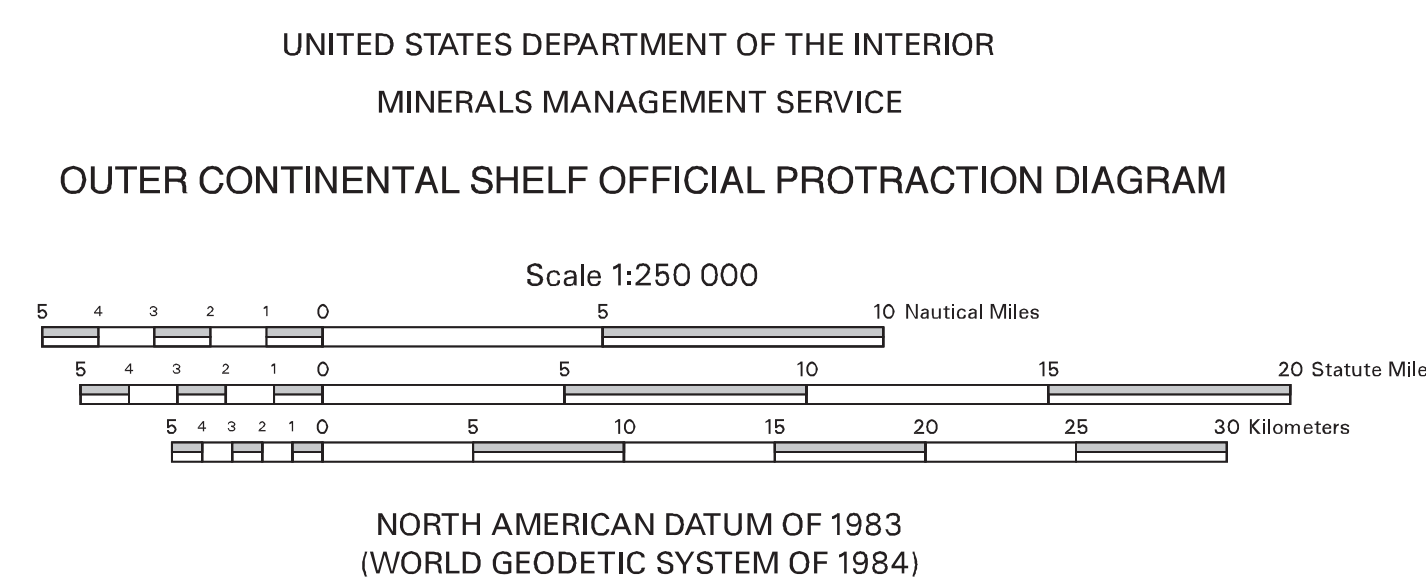 UNITED STATES DEPARTMENT OF THE INTERIOR
MINERALS MANAGEMENT SERVICE
OUTER CONTINENTAL SHELF OFFICIAL PROTRACTION DIAGRAM
Scale 1:250 000
5 4 3 2 1 0 5 10 Nautical Miles
5 4 3 2 1 0 5 10 15 20 Statute Mile
5 4 3 2 1 0 5 10 15 20 25 30 Kilometers
NORTH AMERICAN DATUM OF 1983
(WORLD GEODETIC SYSTEM OF 1984)